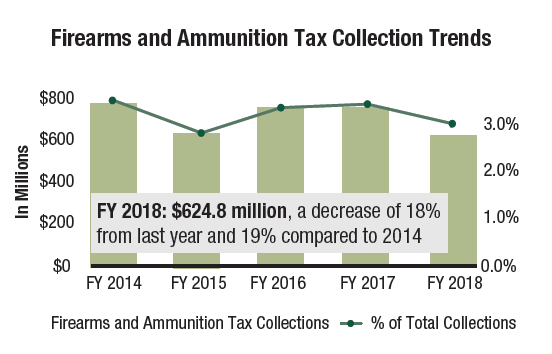 Firearms and Ammunition Tax Collection Trends
In Millions
$800
$600
$400
$200
$0
3.0%
2.0%
1.0%
0.0%
FY 2018: $624.8 million, a decrease of 18%
from last year and 19% compared to 2014
FY 2014 FY 2015 FY 2016 FY 2017 FY 2018
Firearms and Ammunition Tax Collections % of Total Collections